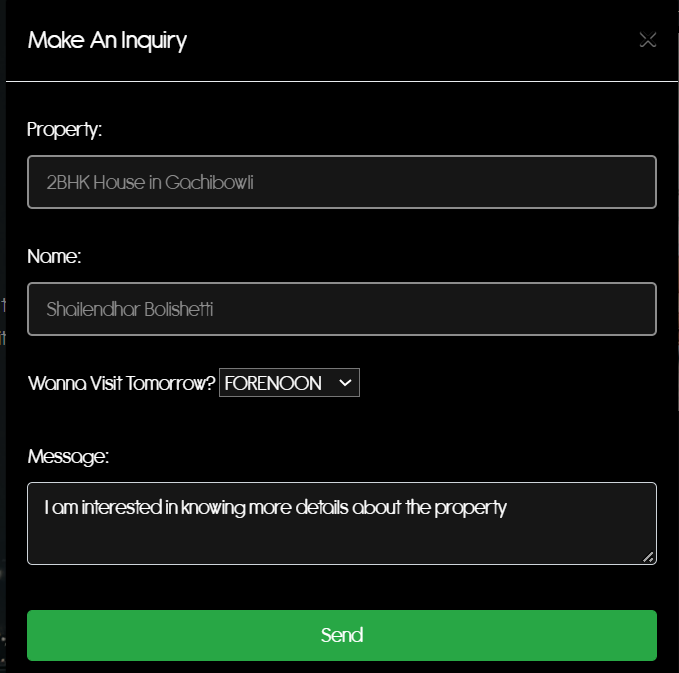 Make An Inquiry
Property:
2BHK House in Gachibowli
Name:
Shailendhar Bolishetti
Wanna Visit Tomorrow? FORENOON
Message:
I am interested in knowing more details about the property
Send